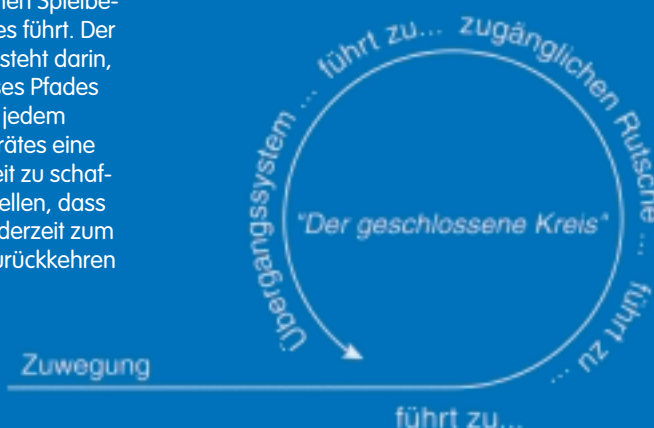 nen Spielbe-
es führt. Der
steht darin,
ses Pfades
jedem
rätes eine
eit zu schaf-
ellen, dass
derzeit zum
urückkehren
Zuwegung
führt zu...
Übergangssystem ... führt zu... zugänglichen Rutsche ... führt zu ...
"Der geschlossene Kreis"